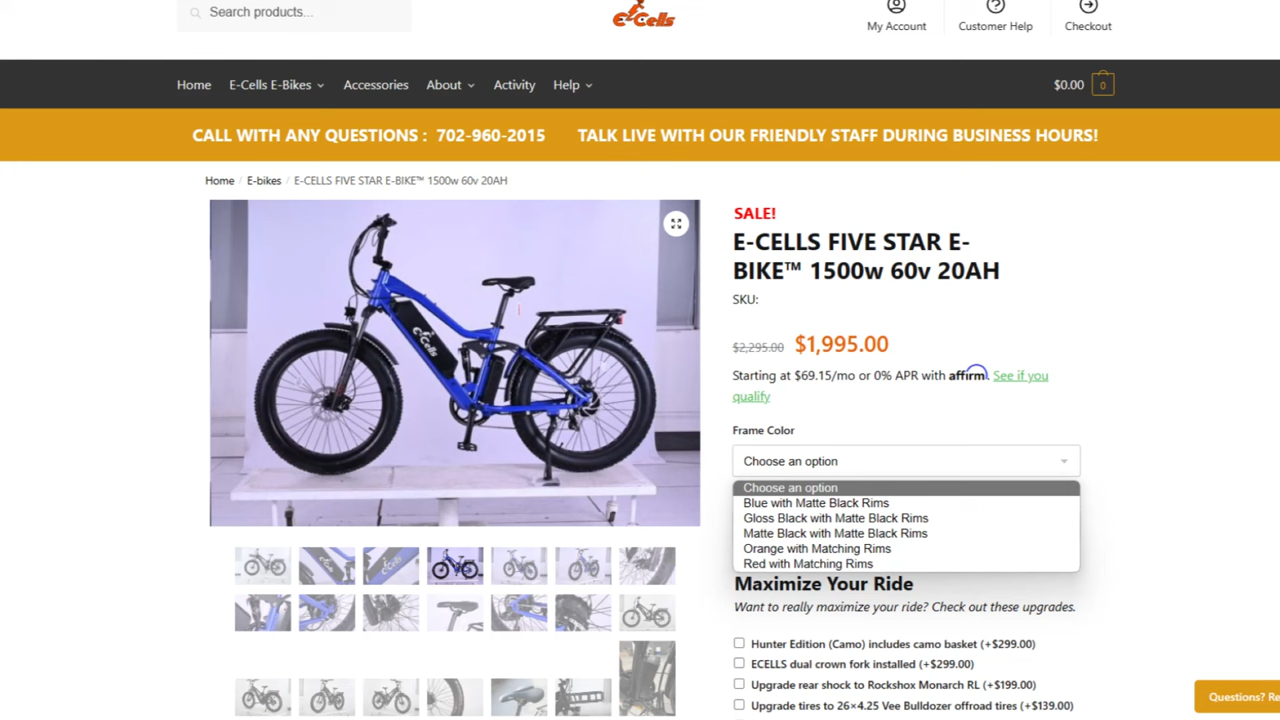 Search products...
E-Cells
My Account
Customer Help
Checkout
Home
E-Cells E-Bikes
Accessories
About
Activity
Help
$0.00
0
CALL WITH ANY QUESTIONS : 702-960-2015 TALK LIVE WITH OUR FRIENDLY STAFF DURING BUSINESS HOURS!
Home / E-bikes / E-CELLS FIVE STAR E-BIKE™ 1500w 60v 20AH
E-Cells
SALE!
E-CELLS FIVE STAR E-
BIKE™ 1500w 60v 20AH
SKU:
$2,295.00 $1,995.00
Starting at $69.15/mo or 0% APR with affirm. See if you
qualify
Frame Color
Choose an option
Choose an option
Blue with Matte Black Rims
Gloss Black with Matte Black Rims
Matte Black with Matte Black Rims
Orange with Matching Rims
Red with Matching Rims
Maximize Your Ride
Want to really maximize your ride? Check out these upgrades.
Hunter Edition (Camo) includes camo basket (+$299.00)
ECELLS dual crown fork installed (+$299.00)
Upgrade rear shock to Rockshox Monarch RL (+$199.00)
Upgrade tires to 26×4.25 Vee Bulldozer offroad tires (+$139.00)
Questions? Re